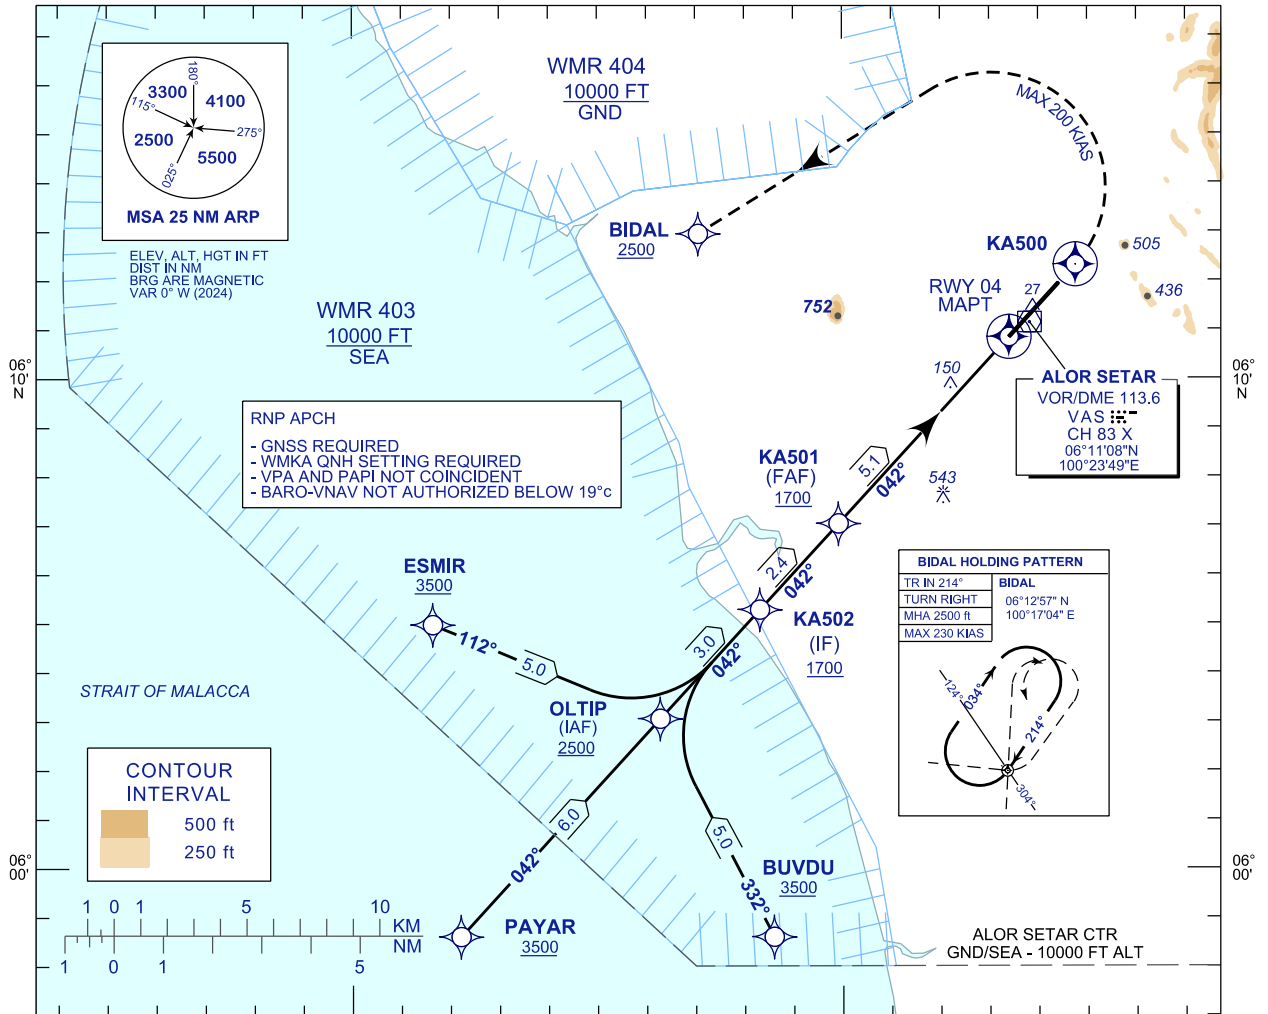 180°
3300
4100
115°
275°
2500
5500
025°
MSA 25 NM ARP
ELEV, ALT, HGT IN FT
DIST IN NM
BRG ARE MAGNETIC
VAR 0° W (2024)
WMR 404
10000 FT
GND
MAX 200 KIAS
BIDAL
2500
KA500
505
436
WMR 403
10000 FT
SEA
752
RWY 04
MAPT
27
06°
10'
N
06°
10'
N
150
ALOR SETAR
VOR/DME 113.6
VAS
CH 83 X
06°11'08"N
100°23'49"E
RNP APCH
- GNSS REQUIRED
- WMKA QNH SETTING REQUIRED
- VPA AND PAPI NOT COINCIDENT
- BARO-VNAV NOT AUTHORIZED BELOW 19°c
KA501
(FAF)
1700
5.1
042°
543
ESMIR
3500
2.4
042°
KA502
(IF)
1700
BIDAL HOLDING PATTERN
TR IN 214°
TURN RIGHT
MHA 2500 ft
MAX 230 KIAS
BIDAL
06°12'57" N
100°17'04" E
124°
034°
214°
304°
112°
5.0
3.0
042°
STRAIT OF MALACCA
OLTIP
(IAF)
2500
CONTOUR
INTERVAL
500 ft
250 ft
6.0
042°
5.0
332°
BUVDU
3500
06°
00'
06°
00'
PAYAR
3500
1 0 1 5 10
KM
NM
1 0 1 5
ALOR SETAR CTR
GND/SEA - 10000 FT ALT